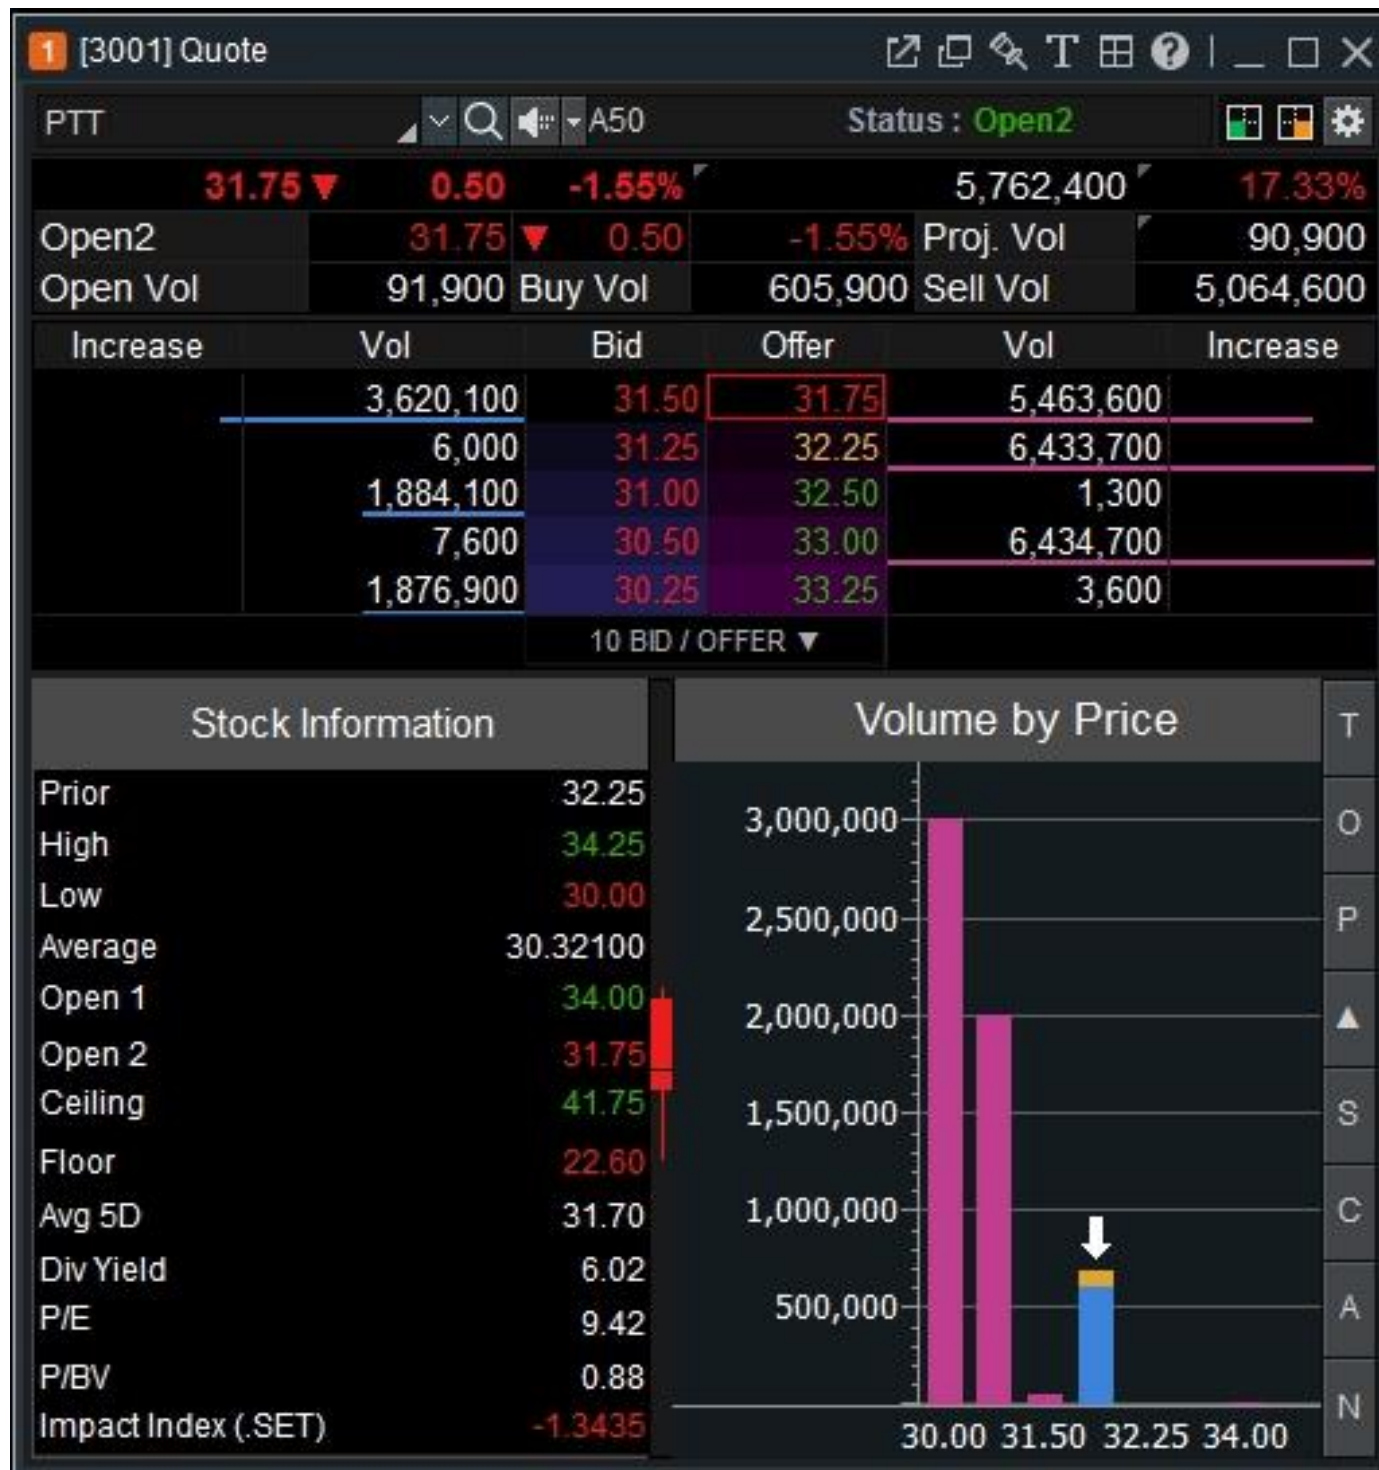 1 [3001] Quote T ?
PTT A50 Status : Open2
31.75 ▼ 0.50 -1.55% 5,762,400 17.33%
Open2 31.75 ▼ 0.50 -1.55% Proj. Vol 90,900
Open Vol 91,900 Buy Vol 605,900 Sell Vol 5,064,600
Increase Vol Bid Offer Vol Increase
3,620,100 31.50 31.75 5,463,600
6,000 31.25 32.25 6,433,700
1,884,100 31.00 32.50 1,300
7,600 30.50 33.00 6,434,700
1,876,900 30.25 33.25 3,600
10 BID / OFFER ▼
Stock Information
Prior 32.25
High 34.25
Low 30.00
Average 30.32100
Open 1 34.00
Open 2 31.75
Ceiling 41.75
Floor 22.60
Avg 5D 31.70
Div Yield 6.02
P/E 9.42
P/BV 0.88
Impact Index (.SET) -1.3435
Volume by Price
3,000,000
2,500,000
2,000,000
1,500,000
1,000,000
500,000
30.00 31.50 32.25 34.00
T
O
P
▲
S
C
A
N